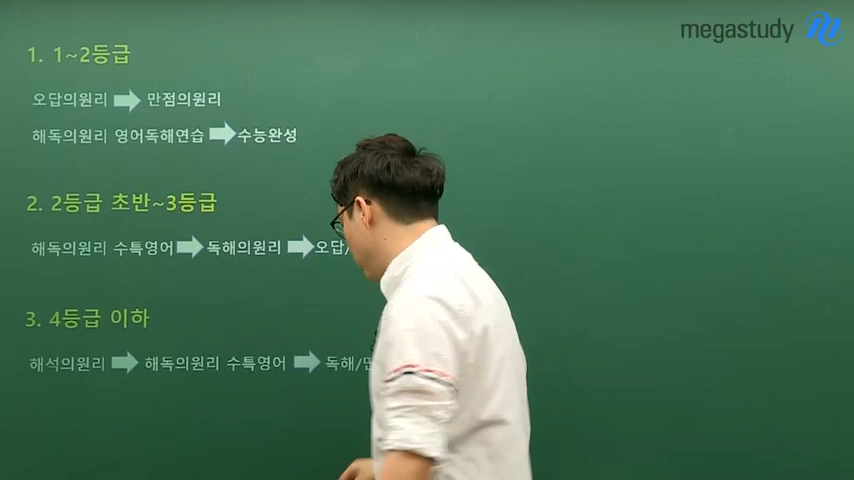 megastudy
1. 1~2등급
오답의원리 만점의원리
해독의원리 영어독해연습 수능완성
2. 2등급 초반~3등급
해독의원리 수특영어 독해의원리 오답/
3. 4등급 이하
해석의원리 해독의원리 수특영어 독해/